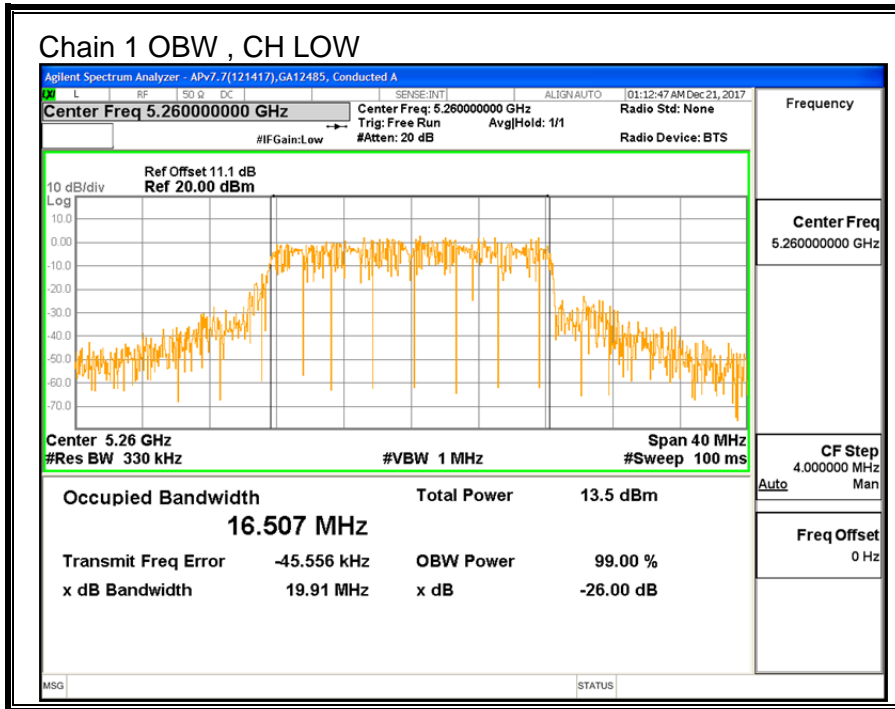 Chain 1 OBW , CH LOW
Agilent Spectrum Analyzer - APv7.7(121417),GA12485, Conducted A
LXI L RF 50 Ω DC SENSE:INT ALIGN AUTO 01:12:47 AM Dec 21, 2017
Center Freq 5.260000000 GHz
Center Freq: 5.260000000 GHz
Radio Std: None
Trig: Free Run Avg|Hold: 1/1
#IFGain:Low #Atten: 20 dB Radio Device: BTS
Ref Offset 11.1 dB
10 dB/div Ref 20.00 dBm
Log
10.0
0.00
-10.0
-20.0
-30.0
-40.0
-50.0
-60.0
-70.0
Center 5.26 GHz Span 40 MHz
#Res BW 330 kHz #VBW 1 MHz #Sweep 100 ms
Occupied Bandwidth Total Power 13.5 dBm
16.507 MHz
Transmit Freq Error -45.556 kHz OBW Power 99.00 %
x dB Bandwidth 19.91 MHz x dB -26.00 dB
MSG STATUS
Frequency
Center Freq
5.260000000 GHz
CF Step
4.000000 MHz
Auto Man
Freq Offset
0 Hz